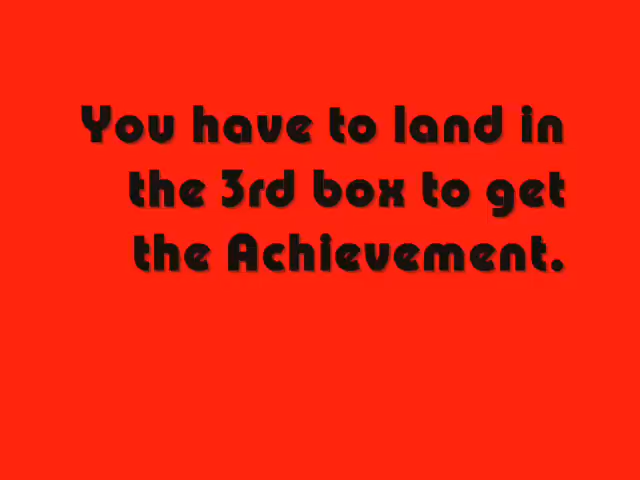 You have to land in
the 3rd box to get
the Achievement.